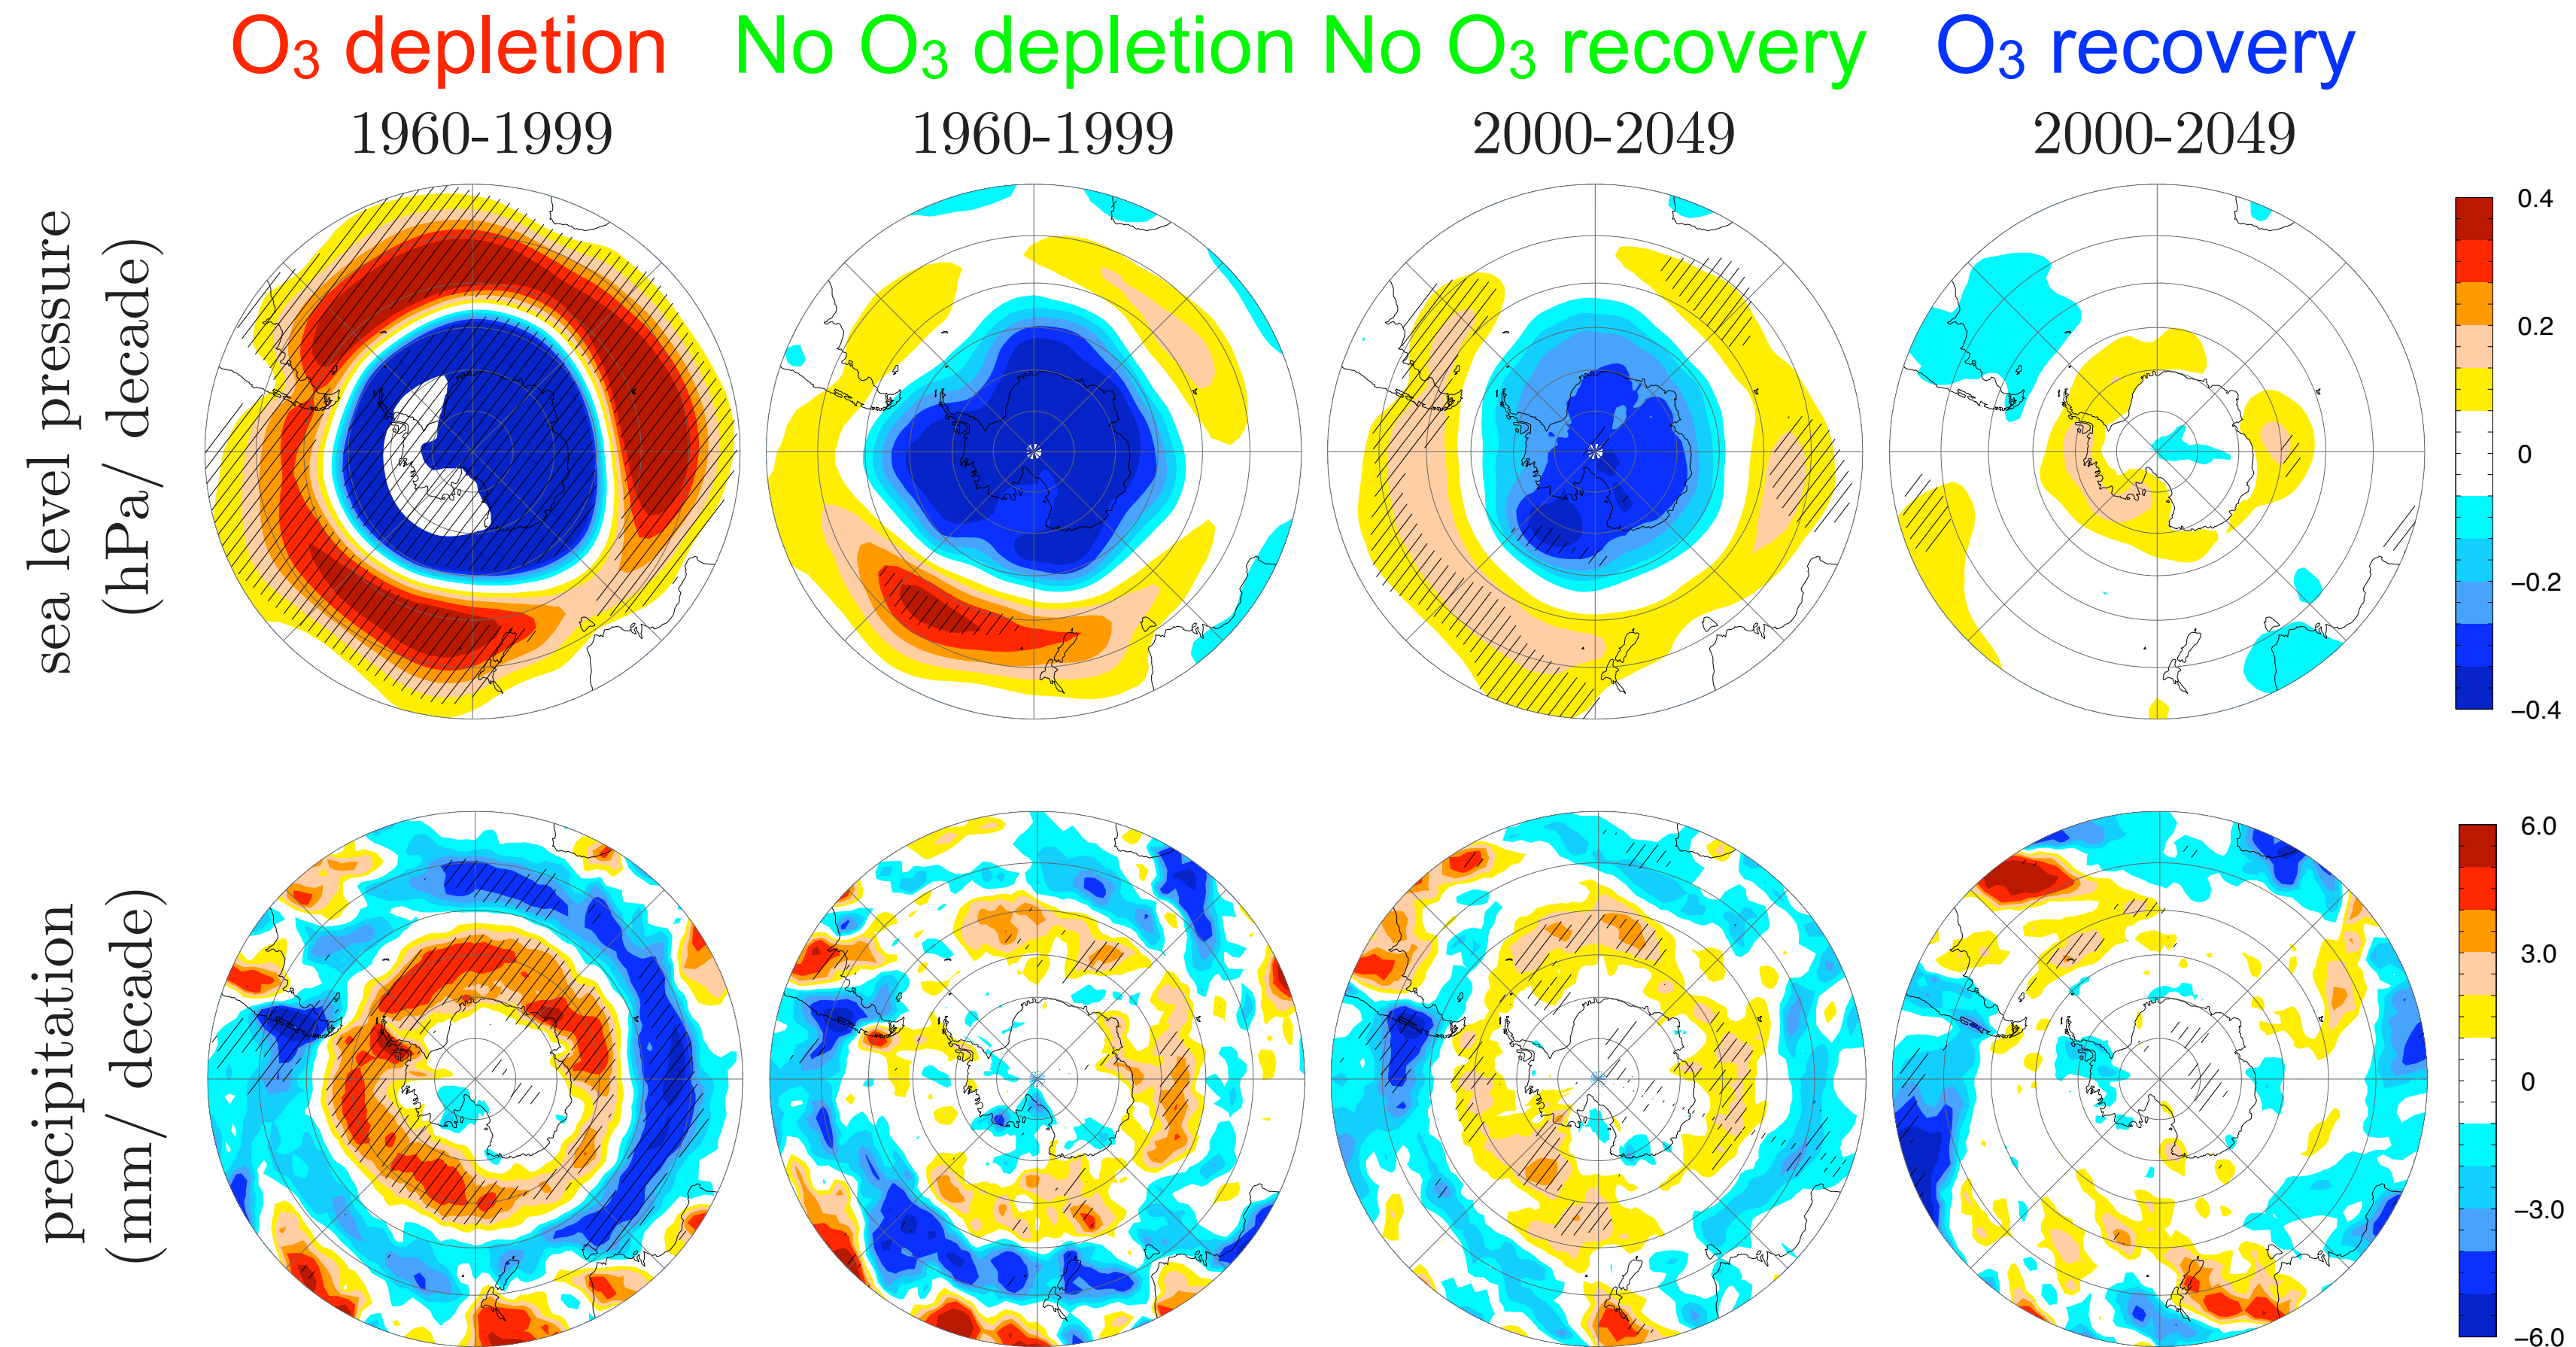 O₃ depletion No O₃ depletion No O₃ recovery O₃ recovery
1960-1999 1960-1999 2000-2049 2000-2049
sea level pressure
(hPa/ decade)
0.4
0.2
0
−0.2
−0.4
precipitation
(mm/ decade)
6.0
3.0
0
−3.0
−6.0